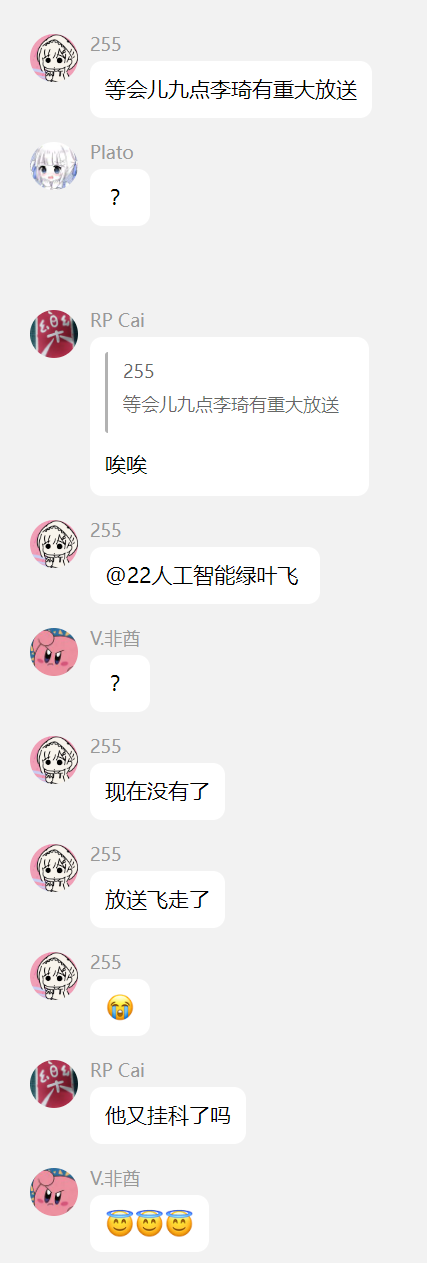 255
等会儿九点李琦有重大放送
Plato
？
RP Cai
255
等会儿九点李琦有重大放送
唉唉
255
@22人工智能绿叶飞
V.非酋
？
255
现在没有了
255
放送飞走了
255
😭
RP Cai
他又挂科了吗
V.非酋
😇😇😇